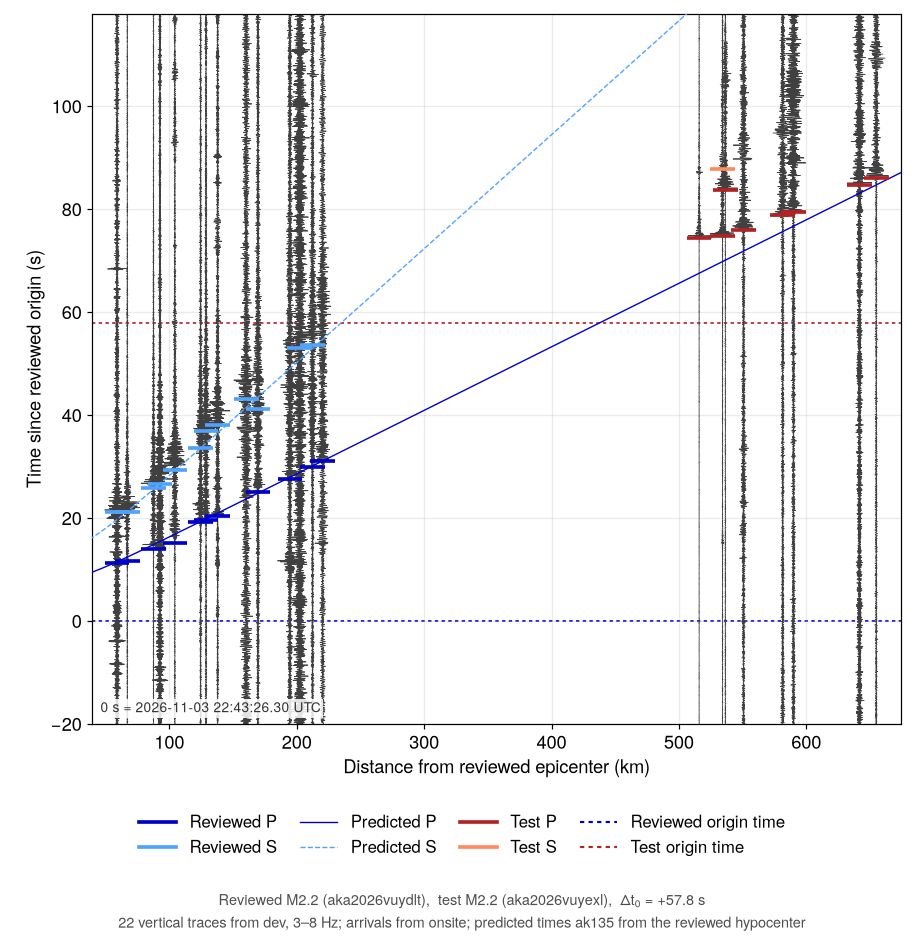 Time since reviewed origin (s)
100
80
60
40
20
0
−20
0 s = 2026-11-03 22:43:26.30 UTC
100
200
300
400
500
600
Distance from reviewed epicenter (km)
Reviewed P
Predicted P
Test P
Reviewed origin time
Reviewed S
Predicted S
Test S
Test origin time
Reviewed M2.2 (aka2026vuydlt), test M2.2 (aka2026vuyexl), Δt₀ = +57.8 s
22 vertical traces from dev, 3–8 Hz; arrivals from onsite; predicted times ak135 from the reviewed hypocenter